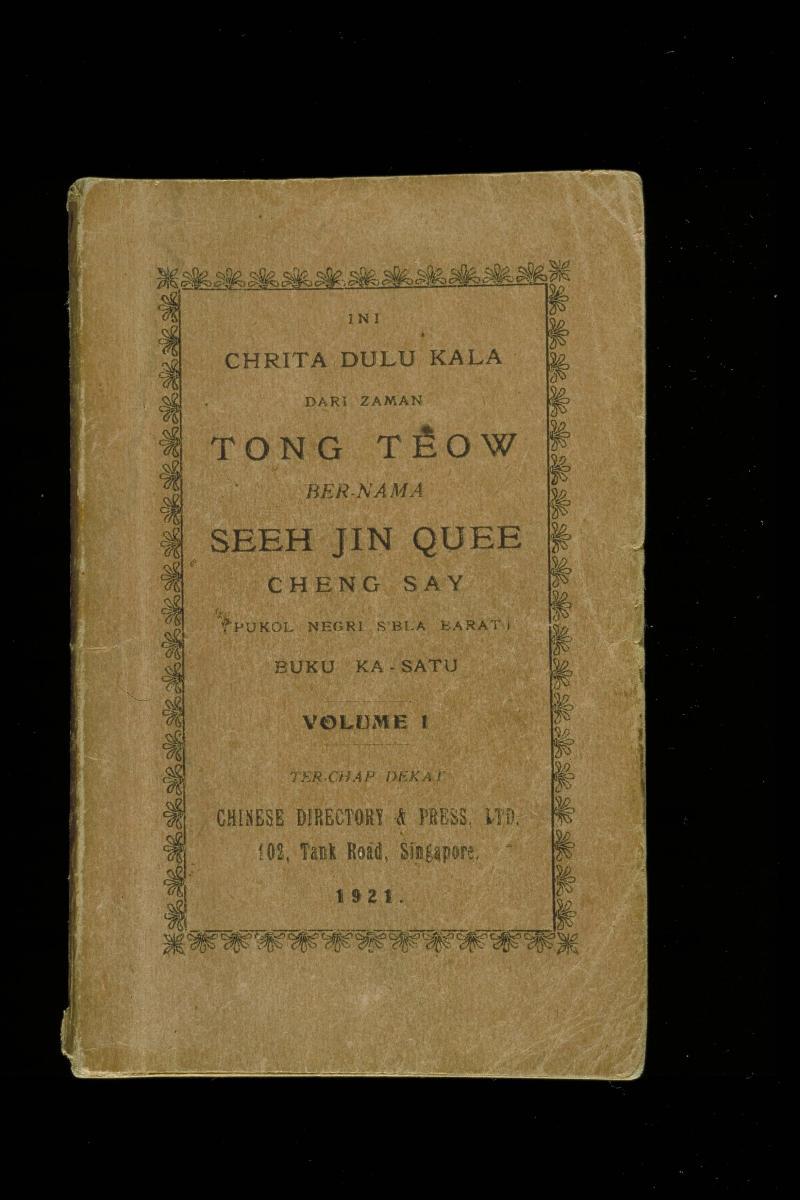 INI
CHRITA DULU KALA
DARI ZAMAN
TONG TEOW
BER-NAMA
SEEH JIN QUEE
CHENG SAY
(PUKOL NEGRI S'BLA BARAT)
BUKU KA-SATU
VOLUME I
TER-CHAP DEKAT
CHINESE DIRECTORY & PRESS, LTD.
102, Tank Road, Singapore.
1921.